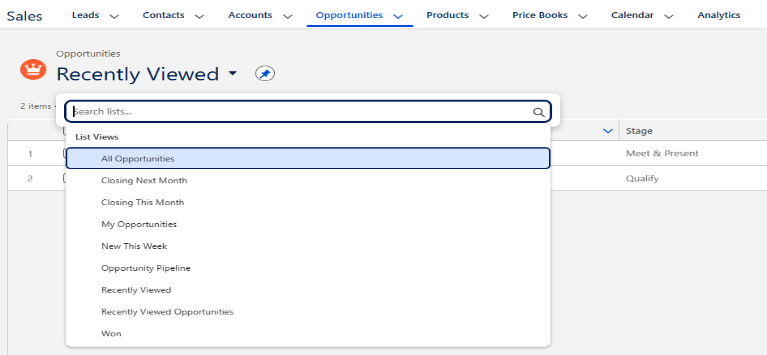 Sales Leads Contacts Accounts Opportunities Products Price Books Calendar Analytics
Opportunities
Recently Viewed
2 items
Search lists...
List Views
Stage
All Opportunities
1 Meet & Present
Closing Next Month
2 Qualify
Closing This Month
My Opportunities
New This Week
Opportunity Pipeline
Recently Viewed
Recently Viewed Opportunities
Won